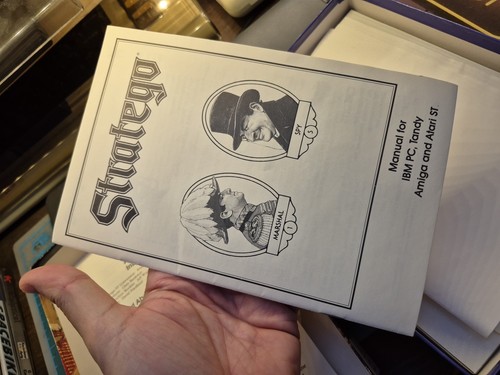 Stratego
MARSHAL
1
SPY
S
Manual for
IBM PC, Tandy
Amiga and Atari ST